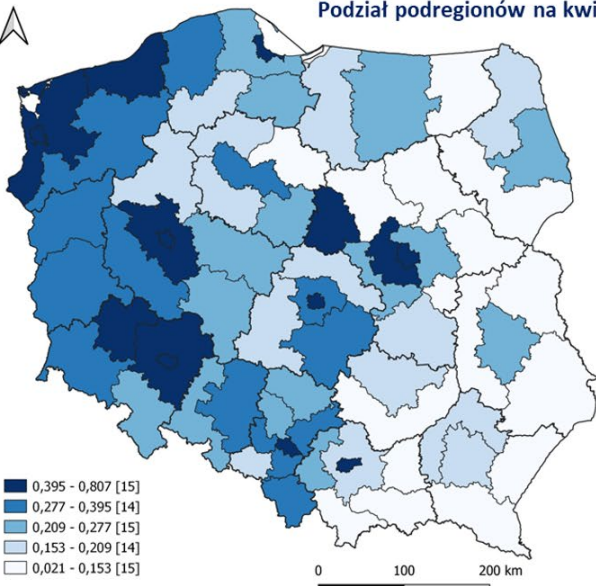 Podział podregionów na kwi
0,395 - 0,807 [15]
0,277 - 0,395 [14]
0,209 - 0,277 [15]
0,153 - 0,209 [14]
0,021 - 0,153 [15]
0 100 200 km